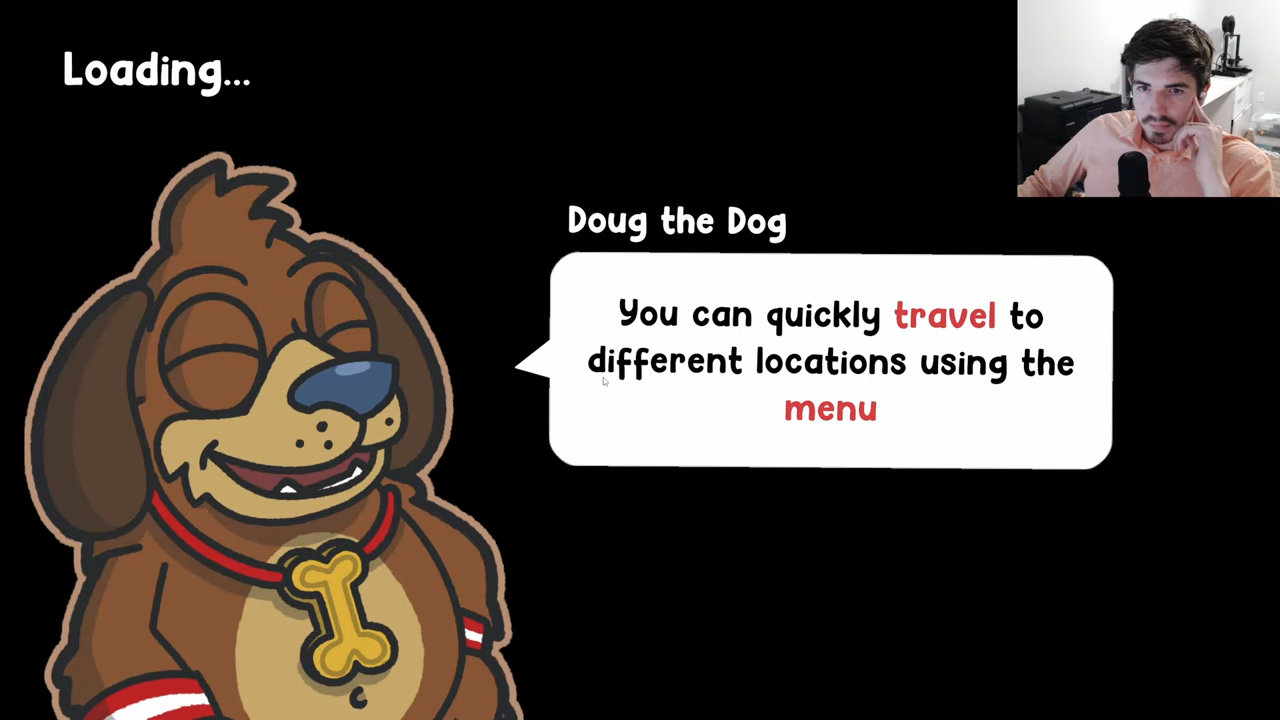 Loading...
Doug the Dog
You can quickly travel to
different locations using the
menu